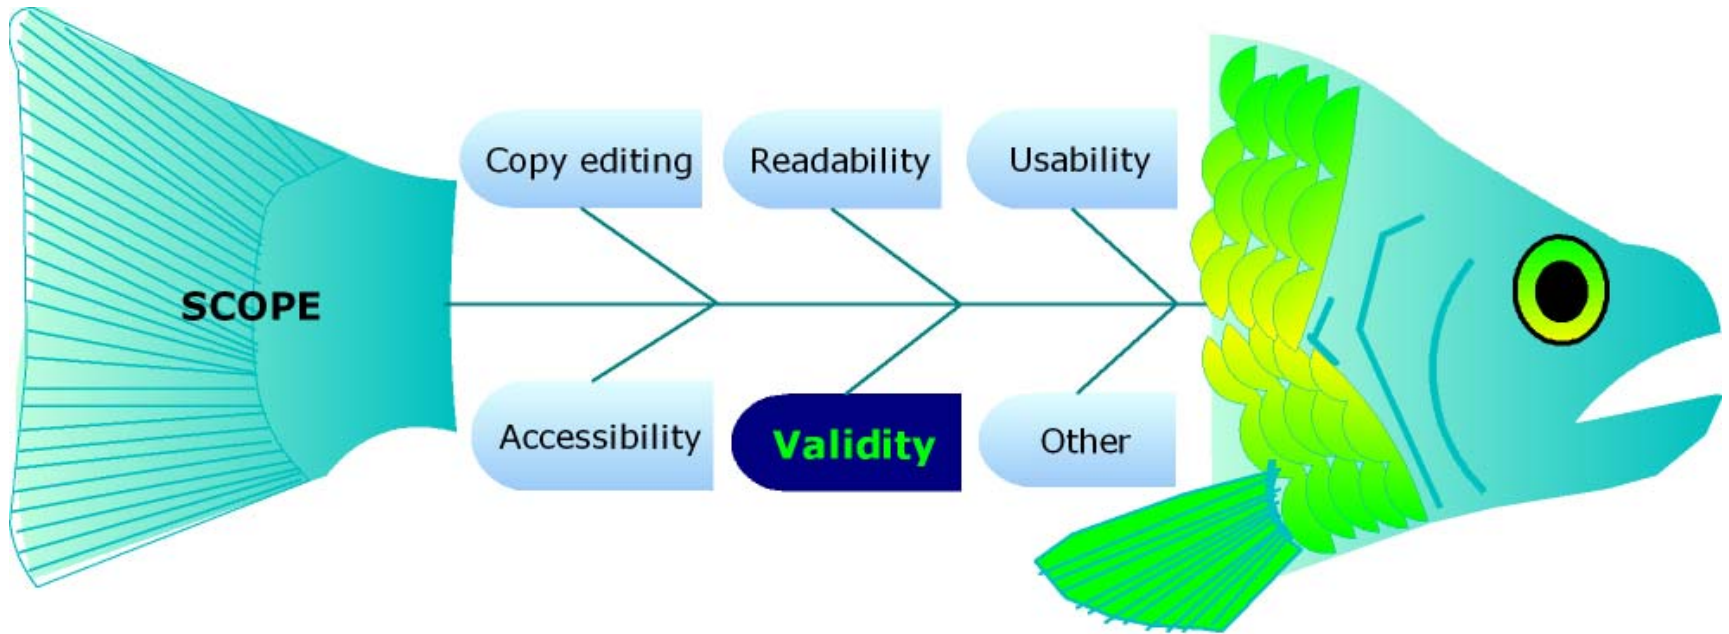 Copy editing
Readability
Usability
SCOPE
Accessibility
Validity
Other